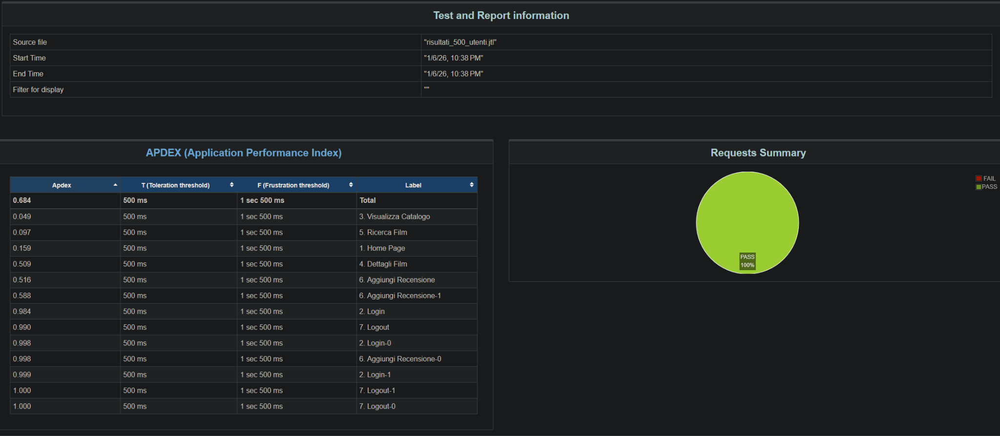 Test and Report information
Source file "risultati_500_utenti.jtl"
Start Time "1/6/26, 10:38 PM"
End Time "1/6/26, 10:38 PM"
Filter for display ""
APDEX (Application Performance Index)
Apdex T (Toleration threshold) F (Frustration threshold) Label
0.684 500 ms 1 sec 500 ms Total
0.049 500 ms 1 sec 500 ms 3. Visualizza Catalogo
0.097 500 ms 1 sec 500 ms 5. Ricerca Film
0.159 500 ms 1 sec 500 ms 1. Home Page
0.509 500 ms 1 sec 500 ms 4. Dettagli Film
0.516 500 ms 1 sec 500 ms 6. Aggiungi Recensione
0.588 500 ms 1 sec 500 ms 6. Aggiungi Recensione-1
0.984 500 ms 1 sec 500 ms 2. Login
0.990 500 ms 1 sec 500 ms 7. Logout
0.998 500 ms 1 sec 500 ms 2. Login-0
0.998 500 ms 1 sec 500 ms 6. Aggiungi Recensione-0
0.999 500 ms 1 sec 500 ms 2. Login-1
1.000 500 ms 1 sec 500 ms 7. Logout-1
1.000 500 ms 1 sec 500 ms 7. Logout-0
Requests Summary
FAIL
PASS
PASS
100%